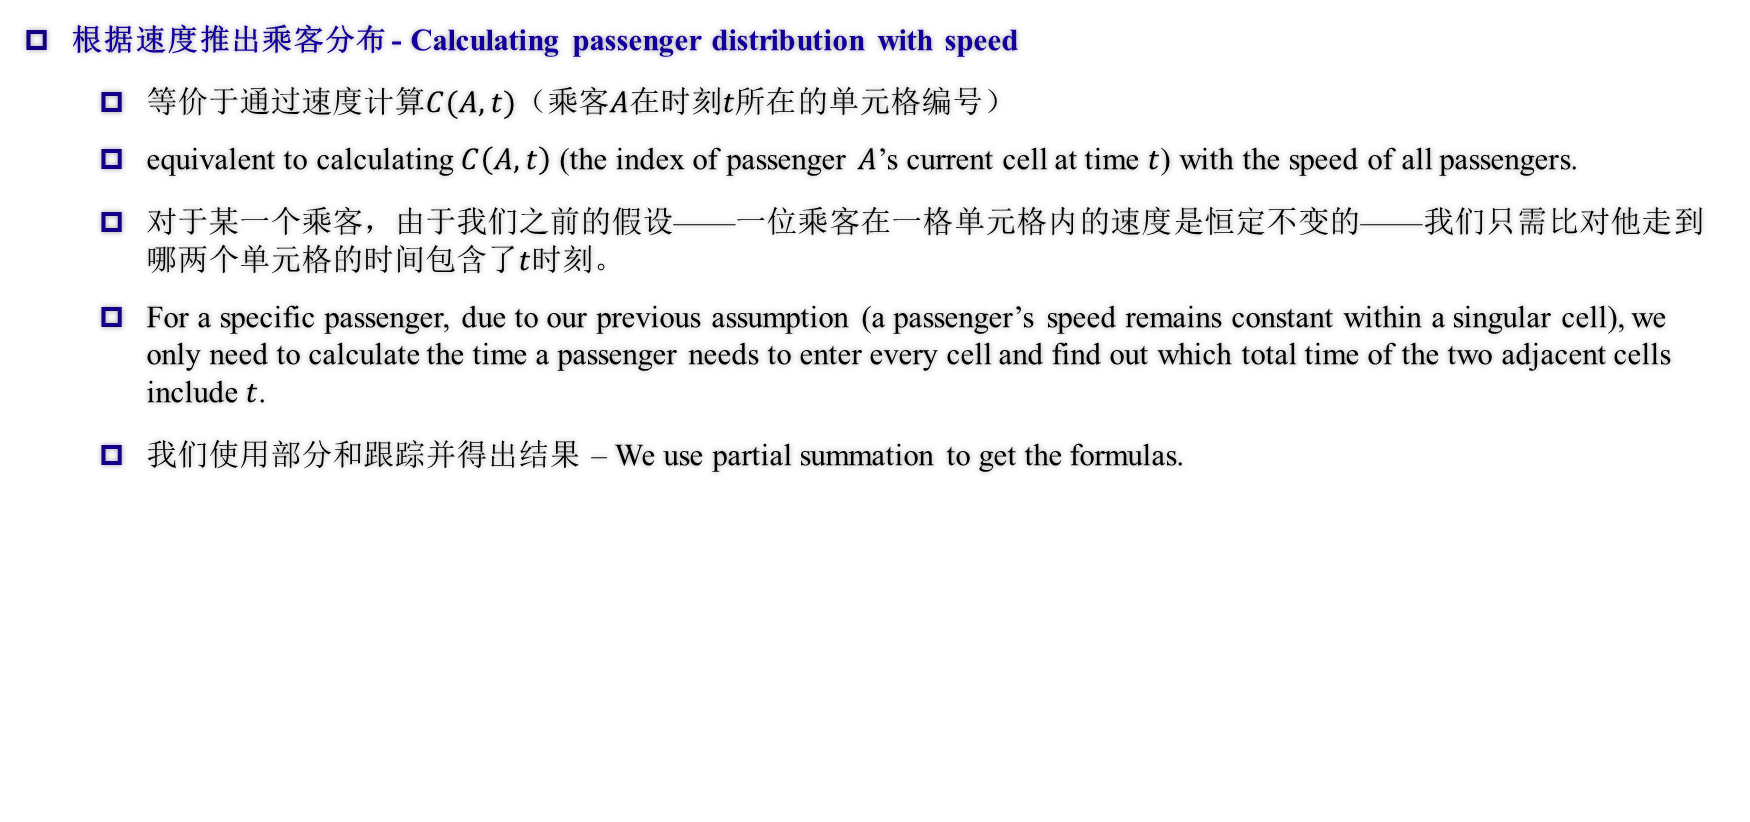 根据速度推出乘客分布 - Calculating passenger distribution with speed
等价于通过速度计算C(A, t)（乘客A在时刻t所在的单元格编号）
equivalent to calculating C(A, t) (the index of passenger A’s current cell at time t) with the speed of all passengers.
对于某一个乘客，由于我们之前的假设——一位乘客在一格单元格内的速度是恒定不变的——我们只需比对他走到
哪两个单元格的时间包含了t时刻。
For a specific passenger, due to our previous assumption (a passenger’s speed remains constant within a singular cell), we
only need to calculate the time a passenger needs to enter every cell and find out which total time of the two adjacent cells
include t.
我们使用部分和跟踪并得出结果 – We use partial summation to get the formulas.